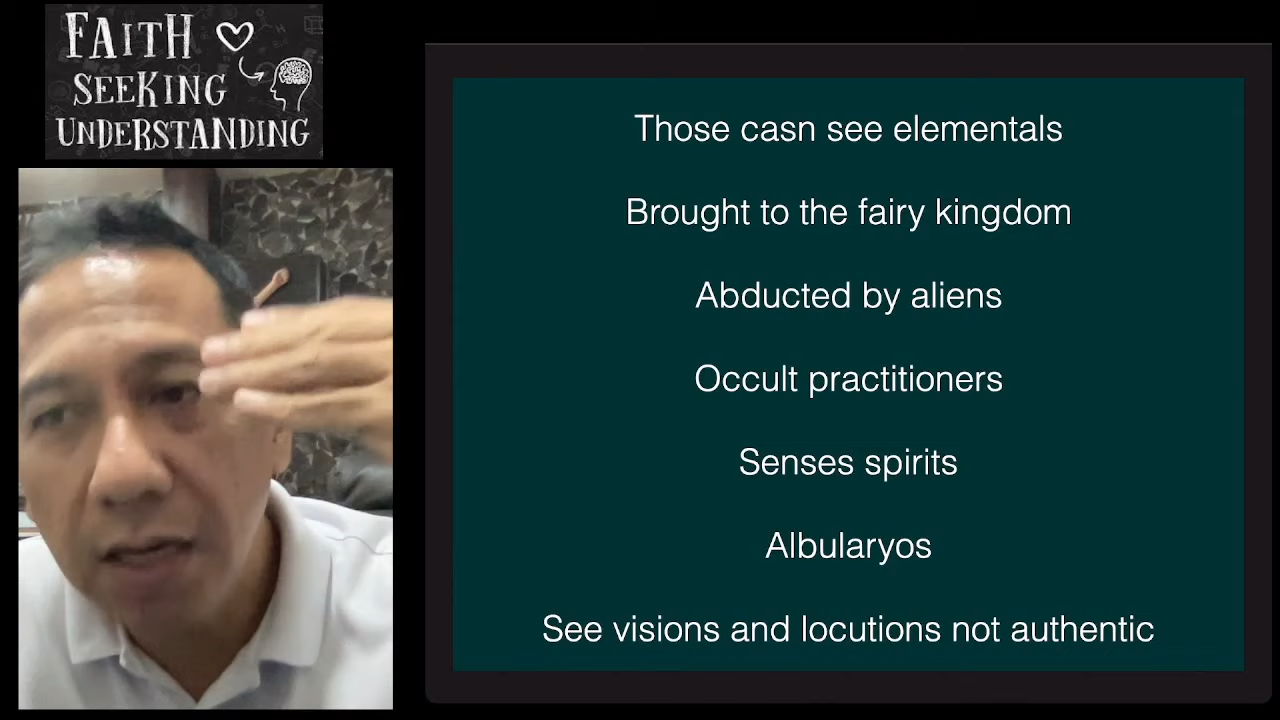 FAITH
SEEKING
UNDERSTANDING
Those casn see elementals
Brought to the fairy kingdom
Abducted by aliens
Occult practitioners
Senses spirits
Albularyos
See visions and locutions not authentic